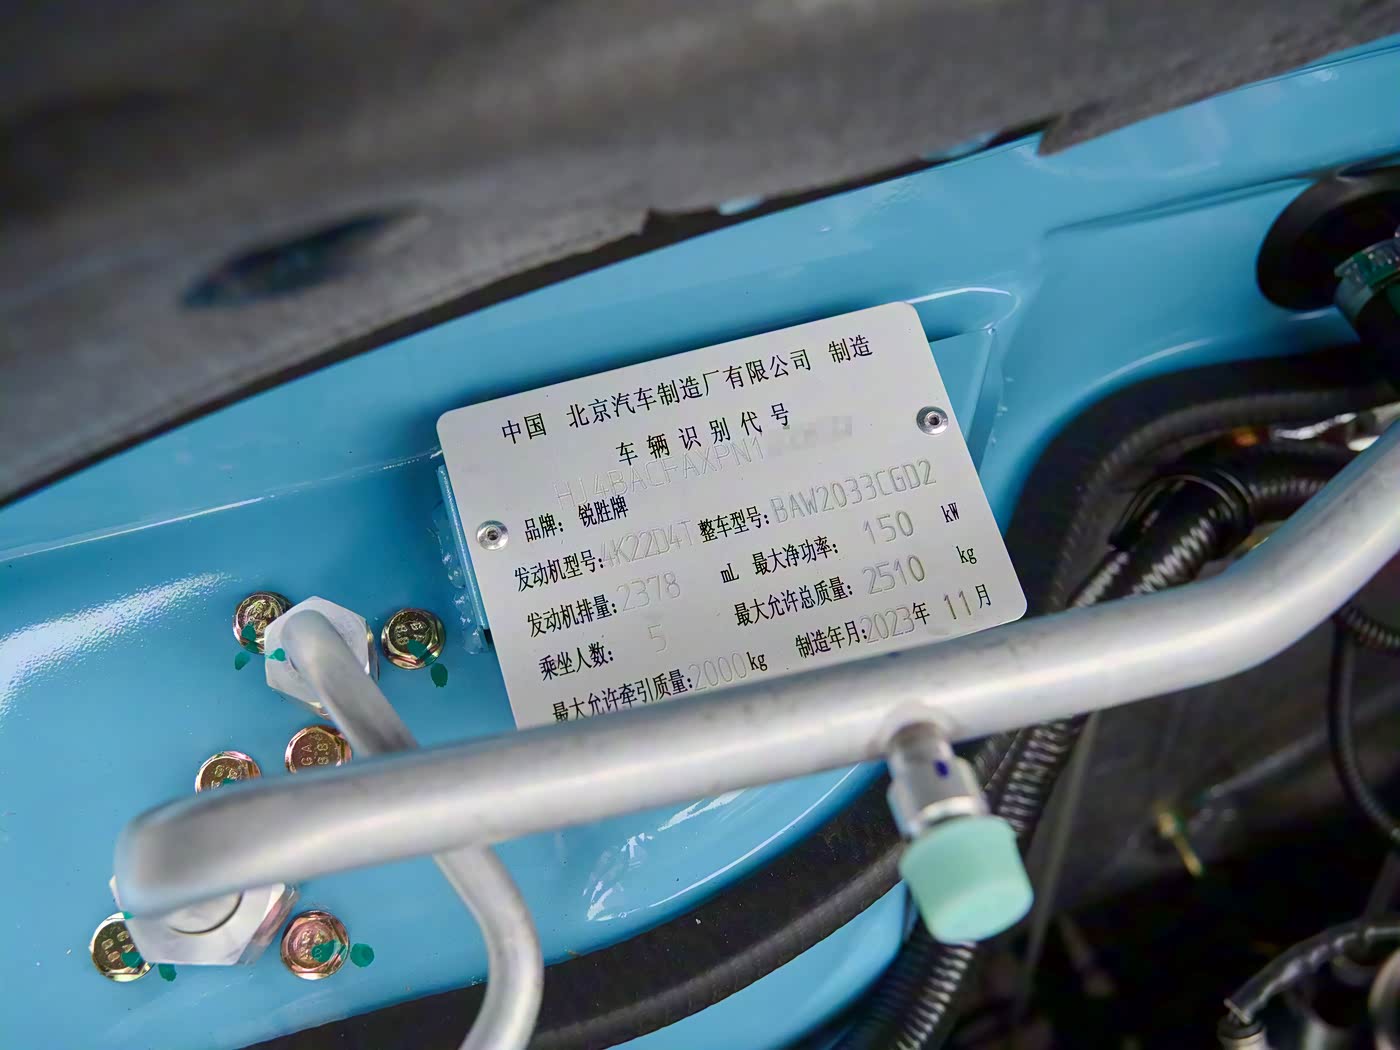 中国 北京汽车制造厂有限公司 制造
车辆识别代号
HJ4BACFAXPN1
品牌: 锐胜牌
发动机型号:4K22D4T 整车型号:BAW2033CGD2
发动机排量:2378 mL 最大净功率: 150 kW
乘坐人数: 5 最大允许总质量: 2510 kg
最大允许牵引质量:2000kg 制造年月:2023年 11月